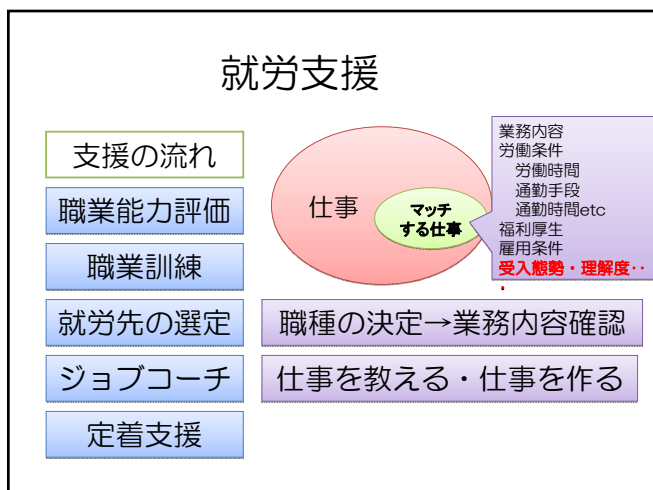 就労支援
支援の流れ
職業能力評価
職業訓練
就労先の選定
ジョブコーチ
定着支援
仕事
マッチ
する仕事
業務内容
労働条件
労働時間
通勤手段
通勤時間etc
福利厚生
雇用条件
受入態勢・理解度・・
・
職種の決定→業務内容確認
仕事を教える・仕事を作る